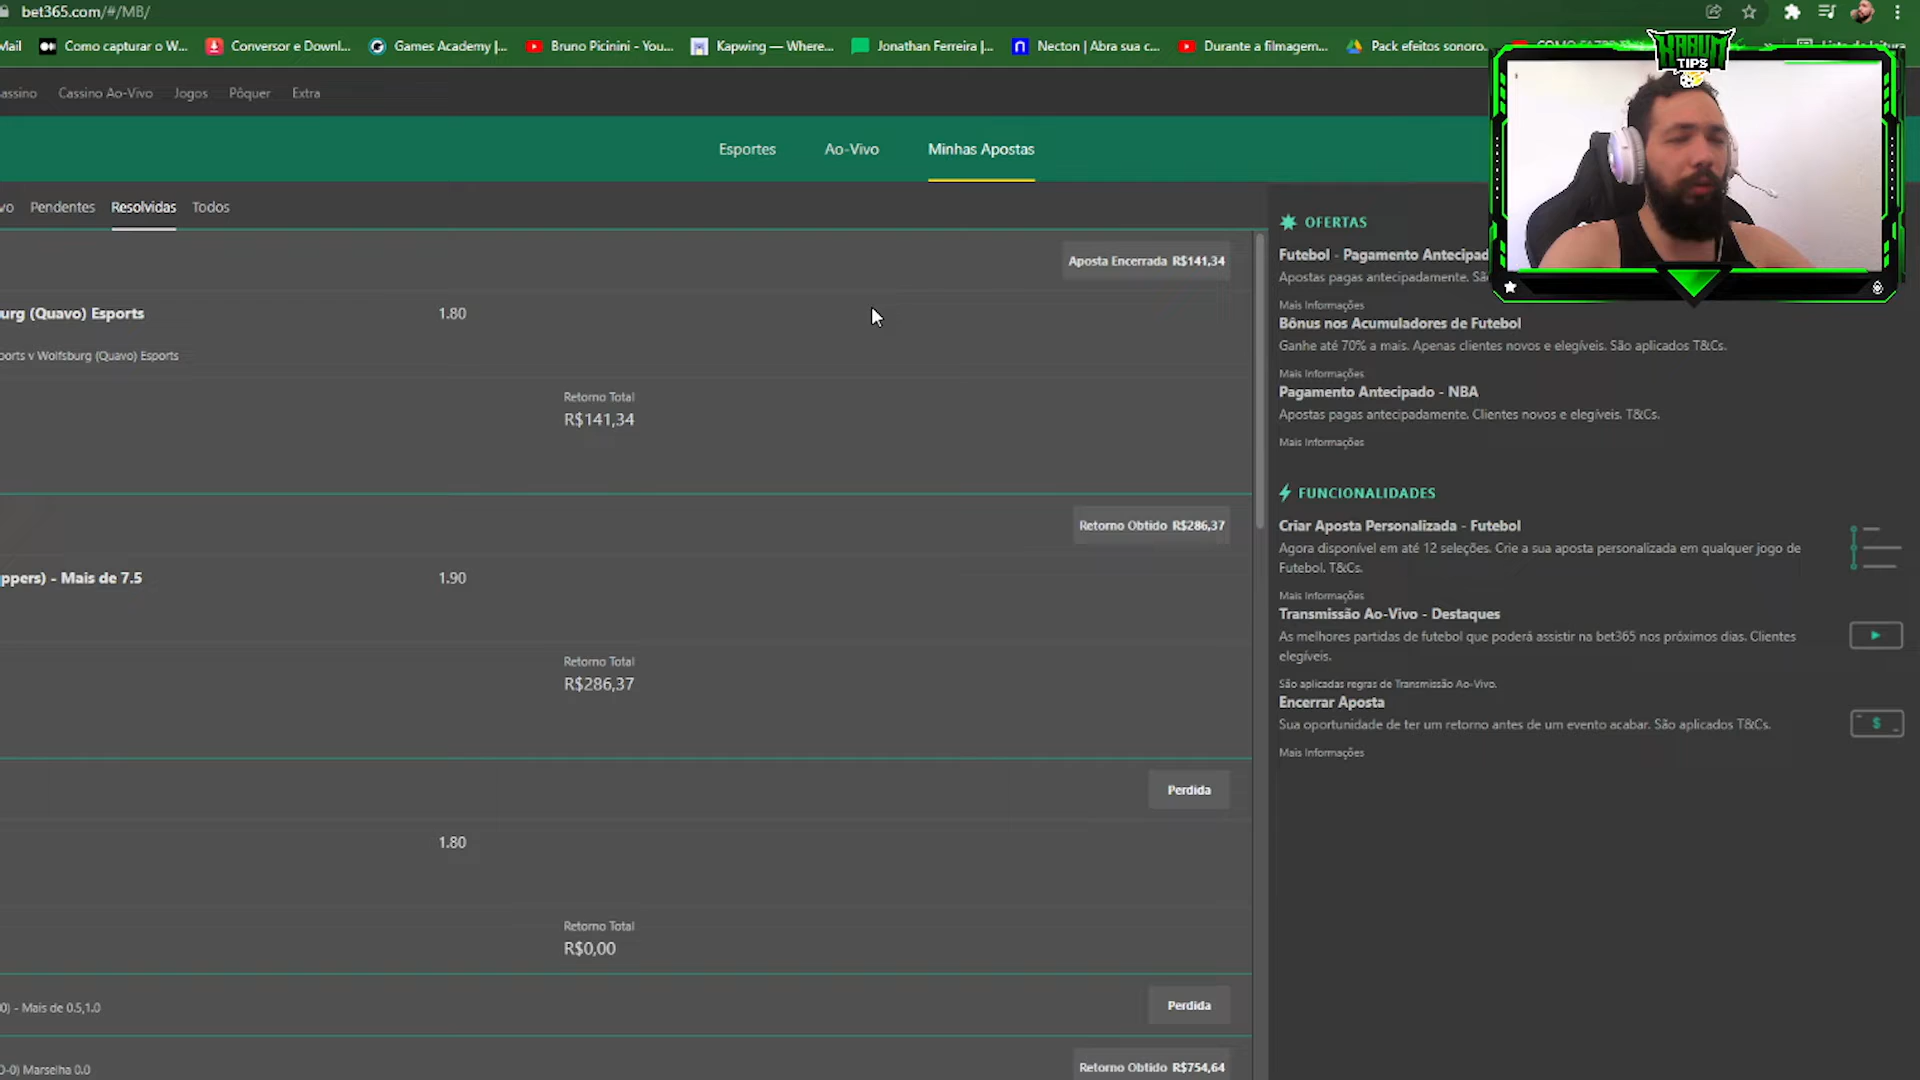 bet365.com/#/MB/
Mail
Como capturar o W...
Conversor e Downl...
Games Academy |...
Bruno Picinini - You...
Kapwing — Where...
Jonathan Ferreira |...
Necton | Abra sua c...
Durante a filmagem...
Pack efeitos sonoro...
assino
Cassino Ao-Vivo
Jogos
Pôquer
Extra
KABUM
TIPS
Esportes
Ao-Vivo
Minhas Apostas
vo
Pendentes
Resolvidas
Todos
Aposta Encerrada R$141,34
urg (Quavo) Esports
1.80
ports v Wolfsburg (Quavo) Esports
Retorno Total
R$141,34
Retorno Obtido R$286,37
ppers) - Mais de 7.5
1.90
Retorno Total
R$286,37
Perdida
1.80
Retorno Total
R$0,00
0) - Mais de 0.5,1.0
Perdida
0-0) Marselha 0.0
Retorno Obtido R$754,64
OFERTAS
Futebol - Pagamento Antecipad
Apostas pagas antecipadamente. Sã
Mais Informações
Bônus nos Acumuladores de Futebol
Ganhe até 70% a mais. Apenas clientes novos e elegíveis. São aplicados T&Cs.
Mais Informações
Pagamento Antecipado - NBA
Apostas pagas antecipadamente. Clientes novos e elegíveis. T&Cs.
Mais Informações
FUNCIONALIDADES
Criar Aposta Personalizada - Futebol
Agora disponível em até 12 seleções. Crie a sua aposta personalizada em qualquer jogo de
Futebol. T&Cs.
Mais Informações
Transmissão Ao-Vivo - Destaques
As melhores partidas de futebol que poderá assistir na bet365 nos próximos dias. Clientes
elegíveis.
São aplicadas regras de Transmissão Ao-Vivo.
Encerrar Aposta
Sua oportunidade de ter um retorno antes de um evento acabar. São aplicados T&Cs.
Mais Informações